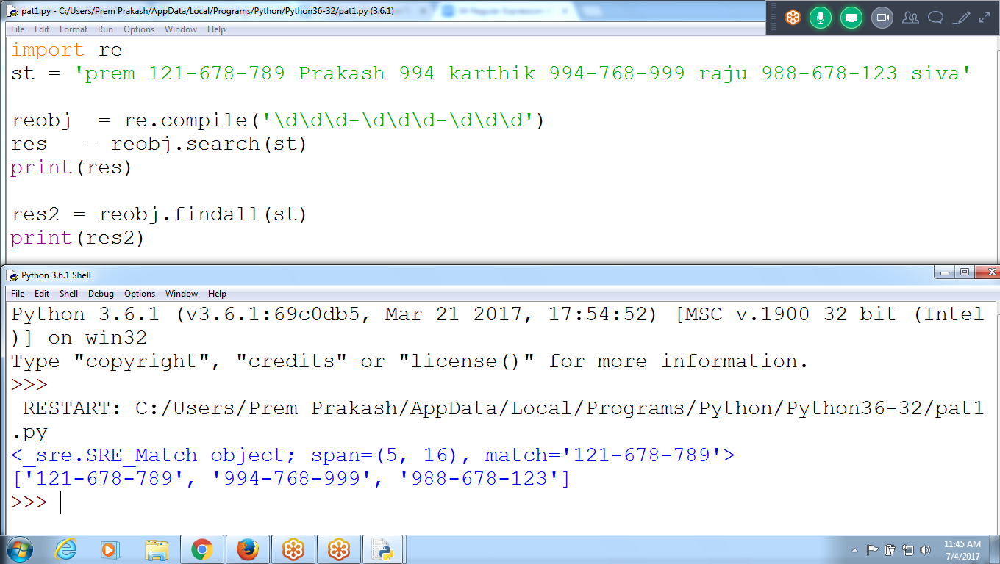 pat1.py - C:/Users/Prem Prakash/AppData/Local/Programs/Python/Python36-32/pat1.py (3.6.1)
File Edit Format Run Options Window Help
import re
st = 'prem 121-678-789 Prakash 994 karthik 994-768-999 raju 988-678-123 siva'
reobj  = re.compile('\d\d\d-\d\d\d-\d\d\d')
res   = reobj.search(st)
print(res)
res2 = reobj.findall(st)
print(res2)
Python 3.6.1 Shell
File Edit Shell Debug Options Window Help
Python 3.6.1 (v3.6.1:69c0db5, Mar 21 2017, 17:54:52) [MSC v.1900 32 bit (Intel
)] on win32
Type "copyright", "credits" or "license()" for more information.
>>>
RESTART: C:/Users/Prem Prakash/AppData/Local/Programs/Python/Python36-32/pat1
.py
<_sre.SRE_Match object; span=(5, 16), match='121-678-789'>
['121-678-789', '994-768-999', '988-678-123']
>>>
11:45 AM
7/4/2017